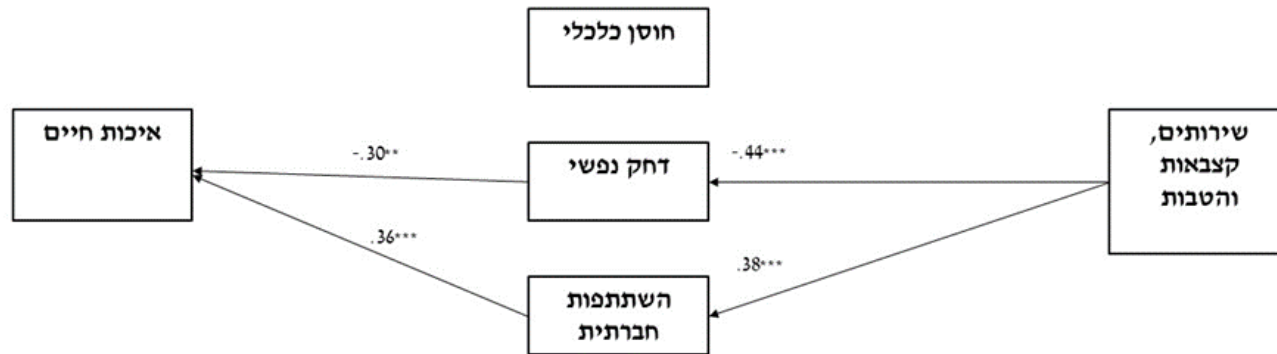 חוסן כלכלי
שירותים,
קצבאות
והטבות
-.44***
דחק נפשי
-.30**
איכות חיים
.38***
השתתפות
חברתית
.36***